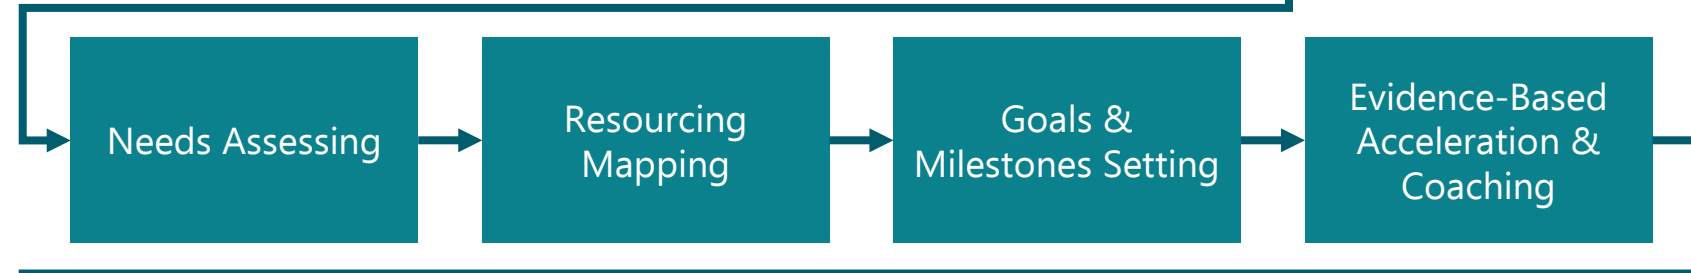 Needs Assessing
Resourcing
Mapping
Goals &
Milestones Setting
Evidence-Based
Acceleration &
Coaching